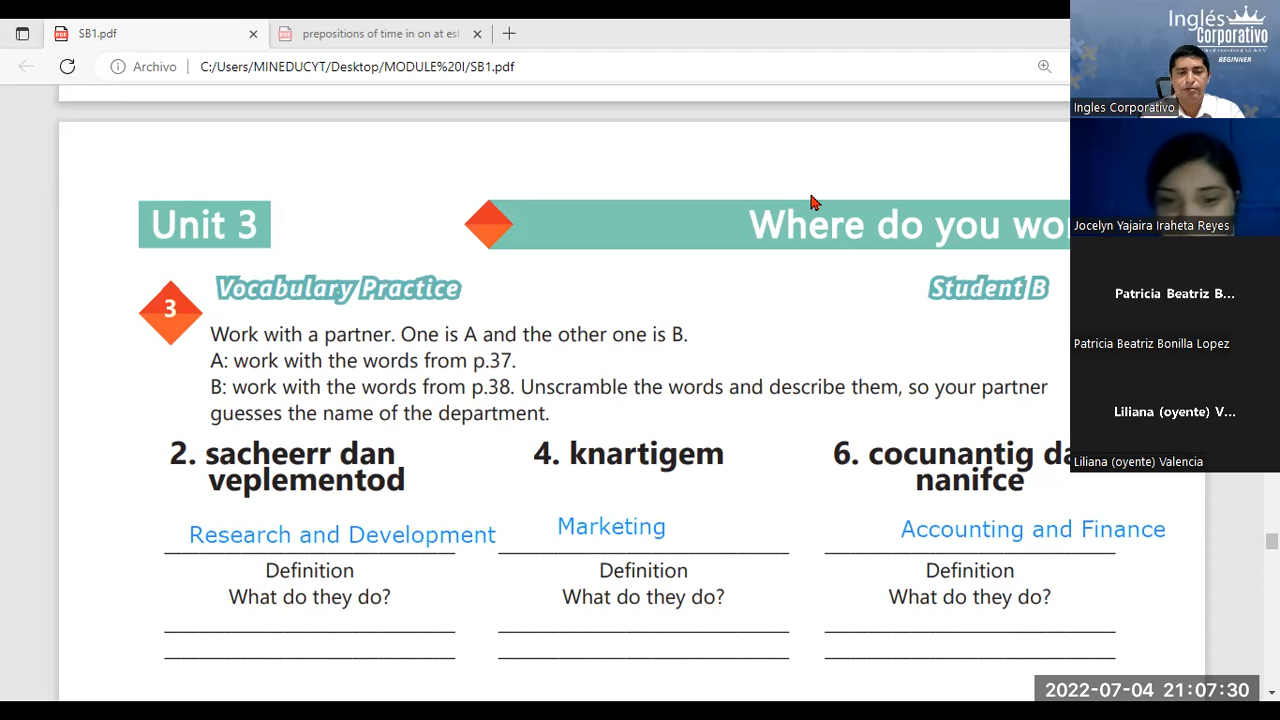 SB1.pdf
prepositions of time in on at esl
Archivo
C:/Users/MINEDUCYT/Desktop/MODULE%20I/SB1.pdf
Inglés
Corporativo
BEGINNER
Ingles Corporativo
Jocelyn Yajaira Iraheta Reyes
Patricia Beatriz B...
Patricia Beatriz Bonilla Lopez
Liliana (oyente) V...
Liliana (oyente) Valencia
Unit 3
Where do you wo
3
Vocabulary Practice
Student B
Work with a partner. One is A and the other one is B.
A: work with the words from p.37.
B: work with the words from p.38. Unscramble the words and describe them, so your partner
guesses the name of the department.
2. sacheerr dan
veplementod
4. knartigem
6. cocunantig da
nanifce
Research and Development
Marketing
Accounting and Finance
Definition
What do they do?
Definition
What do they do?
Definition
What do they do?
2022-07-04 21:07:30